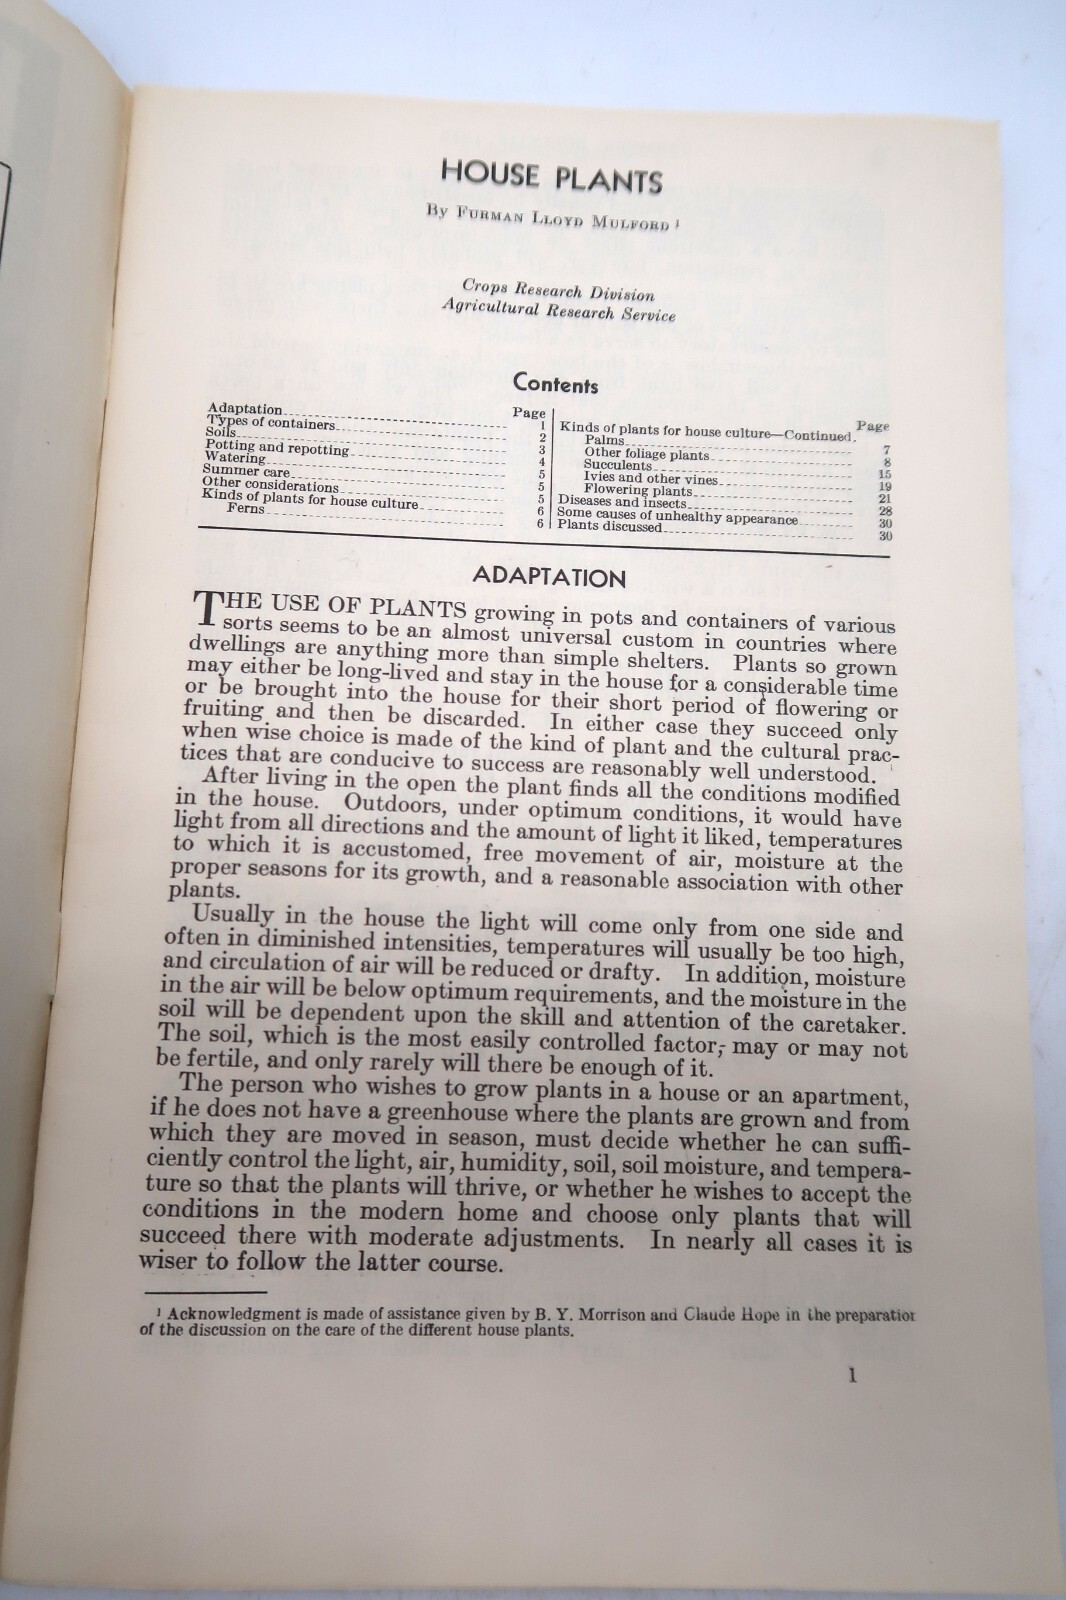 HOUSE PLANTS
By FURMAN LLOYD MULFORD 1
Crops Research Division
Agricultural Research Service
Contents
Page
Adaptation 1
Types of containers 2
Soils 3
Potting and repotting 4
Watering 5
Summer care 5
Other considerations 5
Kinds of plants for house culture 6
Ferns 6
Page
Kinds of plants for house culture—Continued.
Palms 7
Other foliage plants 8
Succulents 15
Ivies and other vines 19
Flowering plants 21
Diseases and insects 28
Some causes of unhealthy appearance 30
Plants discussed 30
ADAPTATION
THE USE OF PLANTS growing in pots and containers of various
sorts seems to be an almost universal custom in countries where
dwellings are anything more than simple shelters. Plants so grown
may either be long-lived and stay in the house for a considerable time
or be brought into the house for their short period of flowering or
fruiting and then be discarded. In either case they succeed only
when wise choice is made of the kind of plant and the cultural prac-
tices that are conducive to success are reasonably well understood.
After living in the open the plant finds all the conditions modified
in the house. Outdoors, under optimum conditions, it would have
light from all directions and the amount of light it liked, temperatures
to which it is accustomed, free movement of air, moisture at the
proper seasons for its growth, and a reasonable association with other
plants.
Usually in the house the light will come only from one side and
often in diminished intensities, temperatures will usually be too high,
and circulation of air will be reduced or drafty. In addition, moisture
in the air will be below optimum requirements, and the moisture in the
soil will be dependent upon the skill and attention of the caretaker.
The soil, which is the most easily controlled factor, may or may not
be fertile, and only rarely will there be enough of it.
The person who wishes to grow plants in a house or an apartment,
if he does not have a greenhouse where the plants are grown and from
which they are moved in season, must decide whether he can suffi-
ciently control the light, air, humidity, soil, soil moisture, and tempera-
ture so that the plants will thrive, or whether he wishes to accept the
conditions in the modern home and choose only plants that will
succeed there with moderate adjustments. In nearly all cases it is
wiser to follow the latter course.
1 Acknowledgment is made of assistance given by B. Y. Morrison and Claude Hope in the preparation
of the discussion on the care of the different house plants.
1